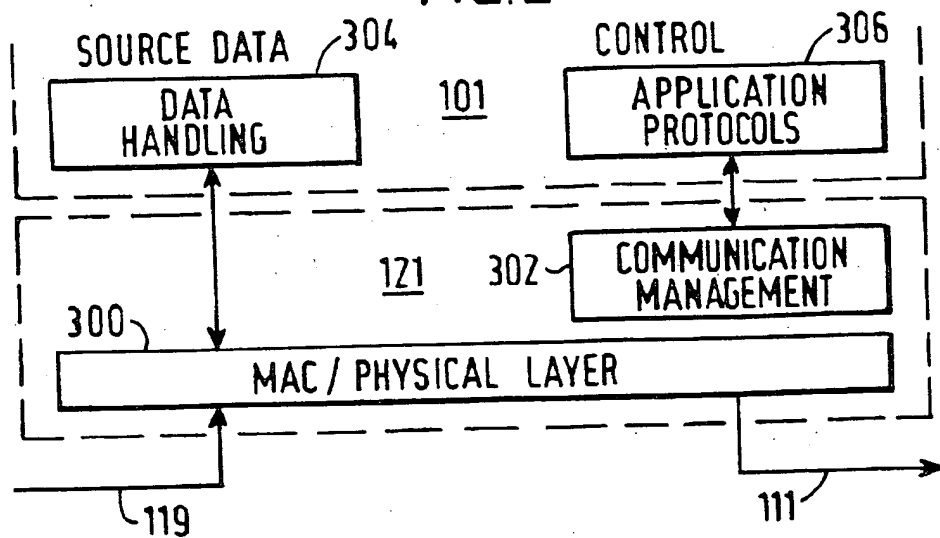 SOURCE DATA
304
DATA
HANDLING
101
CONTROL
306
APPLICATION
PROTOCOLS
121
302
COMMUNICATION
MANAGEMENT
300
MAC / PHYSICAL LAYER
119
111